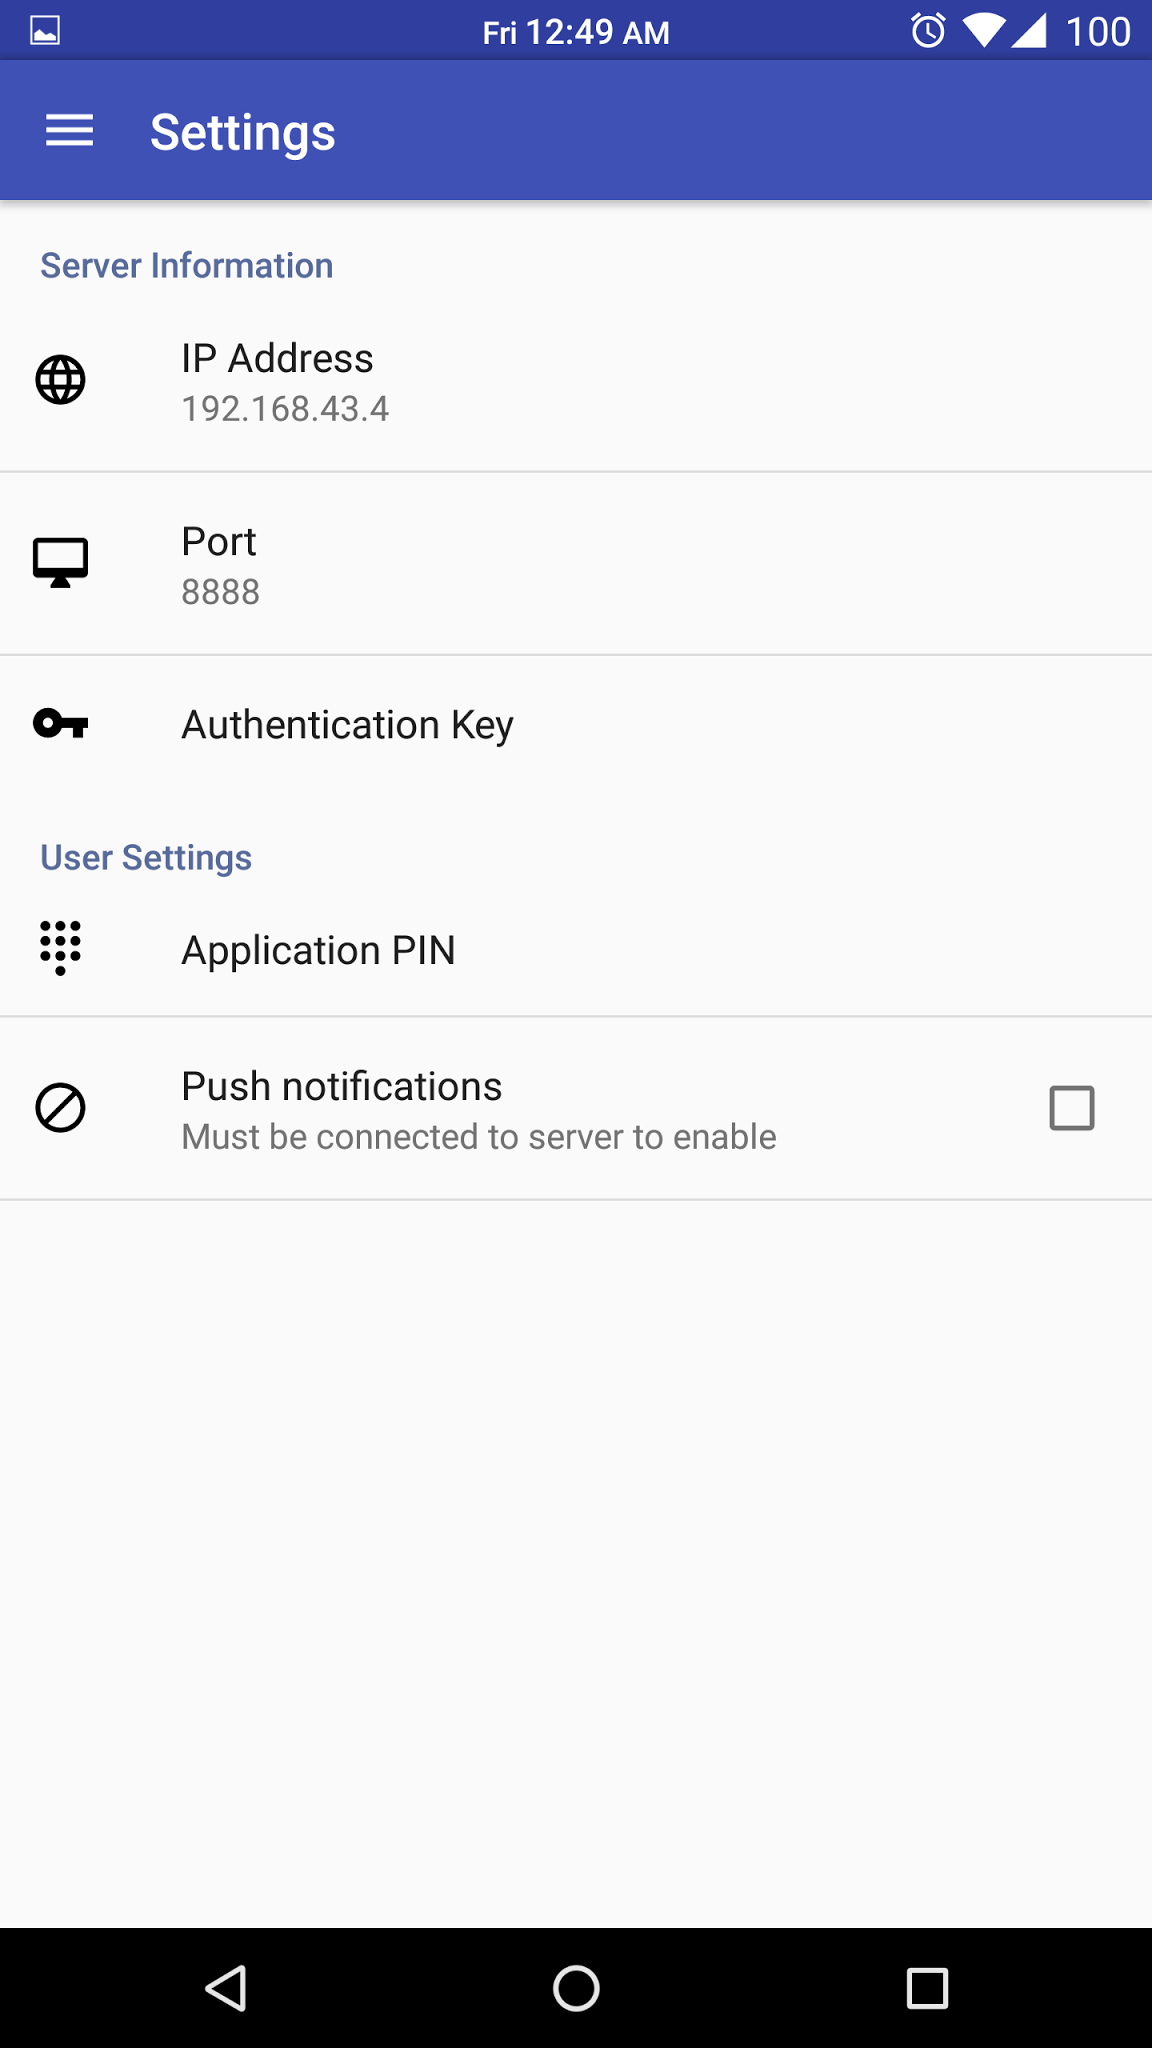 Fri 12:49 AM 100
Settings
Server Information
IP Address
192.168.43.4
Port
8888
Authentication Key
User Settings
Application PIN
Push notifications
Must be connected to server to enable